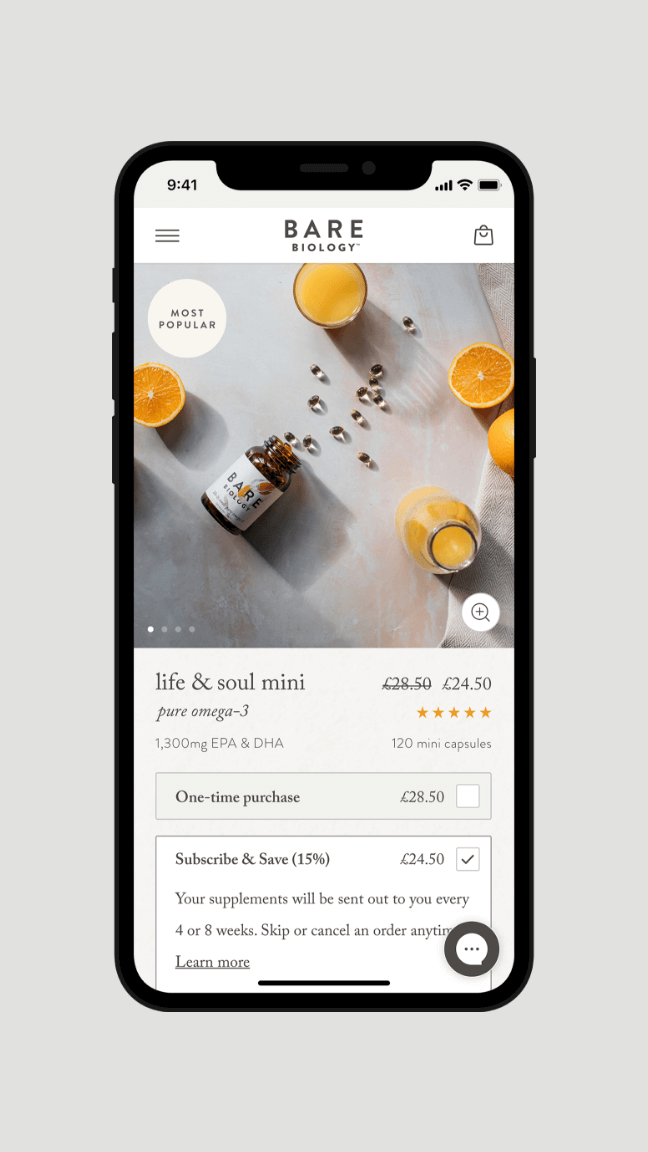 9:41
BARE
BIOLOGY™
MOST
POPULAR
BARE
BIOLOGY
life & soul mini
£28.50 £24.50
pure omega-3
1,300mg EPA & DHA
120 mini capsules
One-time purchase
£28.50
Subscribe & Save (15%)
£24.50
Your supplements will be sent out to you every
4 or 8 weeks. Skip or cancel an order
Learn more